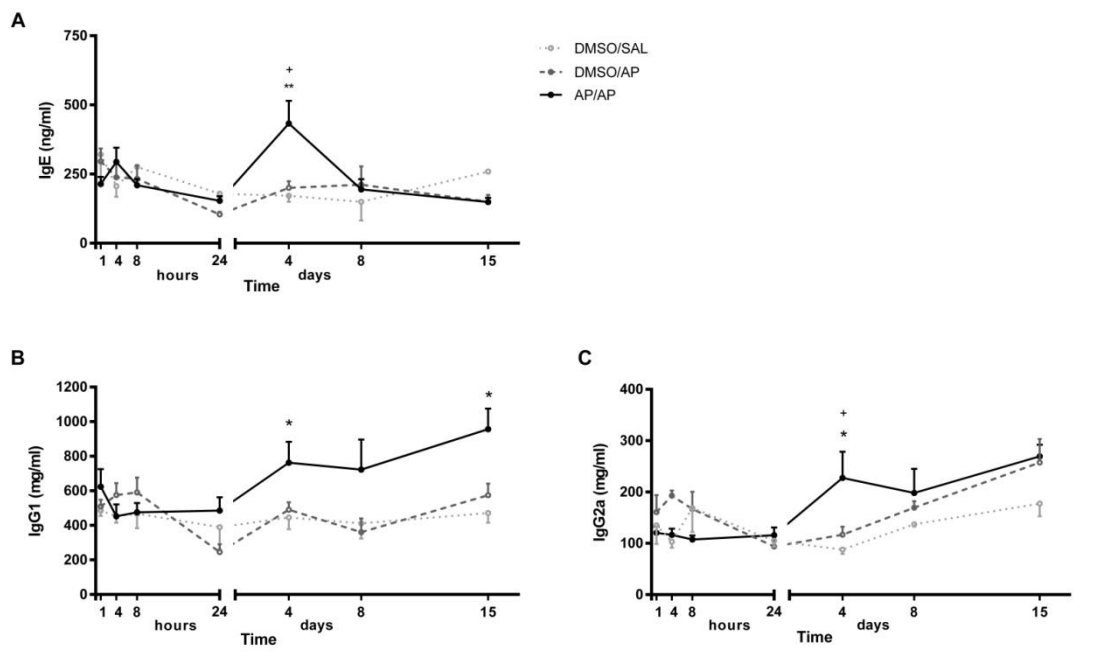 A
IgE (ng/ml)
750
500
250
0
+
**
1 4 8 24 4 8 15
hours days
Time
DMSO/SAL
DMSO/AP
AP/AP
B
IgG1 (mg/ml)
1200
1000
800
600
400
200
0
*
*
1 4 8 24 4 8 15
hours days
Time
C
IgG2a (mg/ml)
400
300
200
100
0
+
*
1 4 8 24 4 8 15
hours days
Time